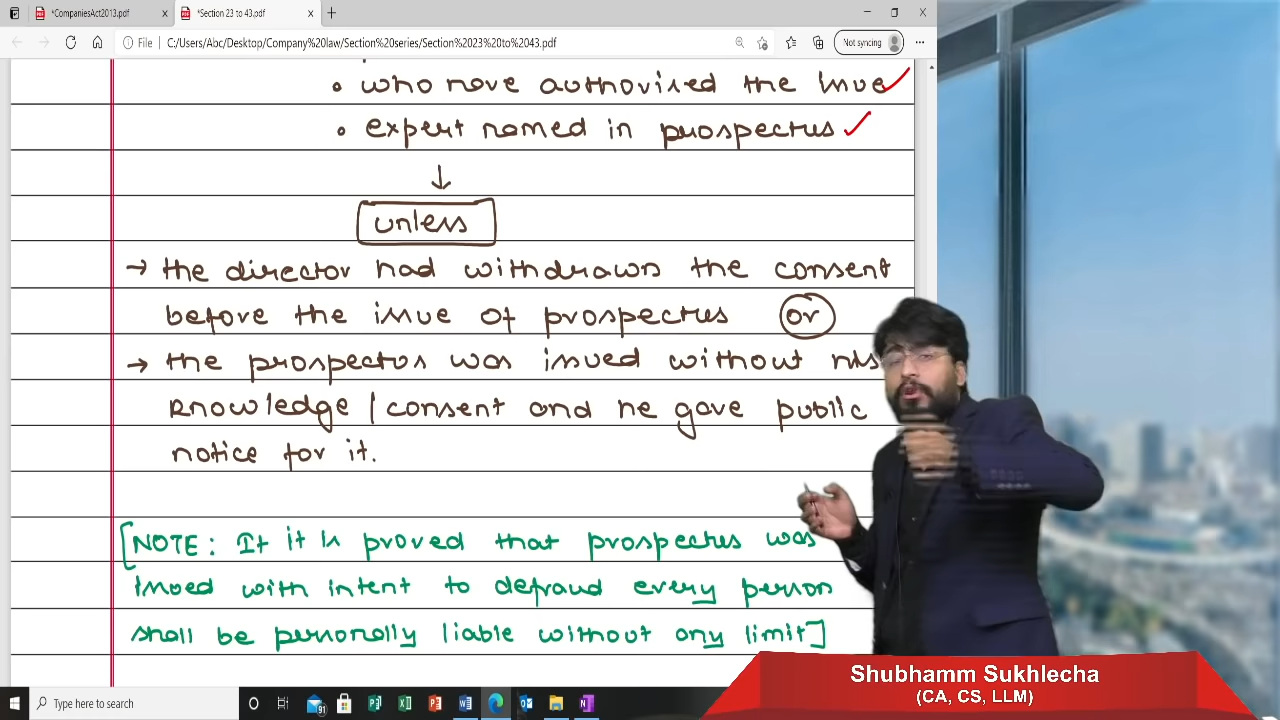 *CompaniesAct2013.pdf
*Section 23 to 43.pdf
File
C:/Users/Abc/Desktop/Company%20law/Section%20series/Section%2023%20to%2043.pdf
Not syncing
• who have authorised the issue
• expert named in prospectus
unless
→ the director had withdrawn the consent
before the issue of prospectus or
→ the prospectus was issued without his
knowledge / consent and he gave public
notice for it.
[NOTE: If it is proved that prospectus was
issued with intent to defraud every person
shall be personally liable without any limit]
Shubhamm Sukhlecha
(CA, CS, LLM)
Type here to search
91